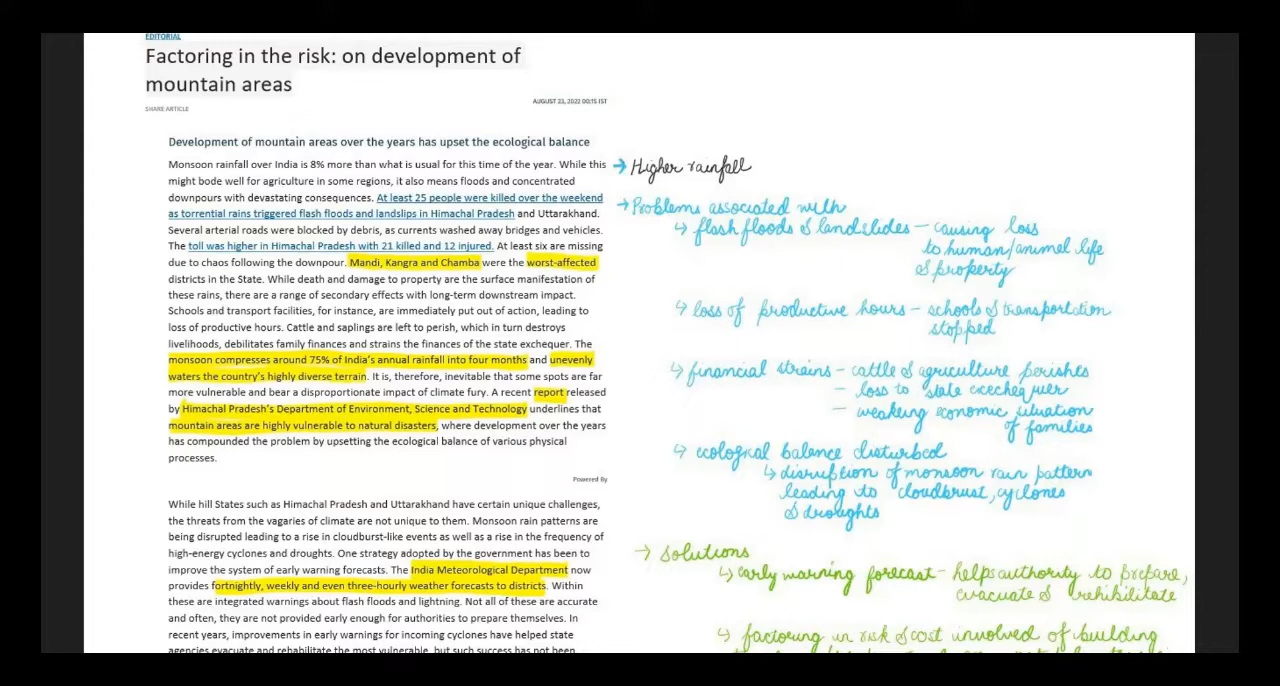 EDITORIAL
Factoring in the risk: on development of
mountain areas
SHARE ARTICLE
AUGUST 23, 2022 00:15 IST
Development of mountain areas over the years has upset the ecological balance
Monsoon rainfall over India is 8% more than what is usual for this time of the year. While this
might bode well for agriculture in some regions, it also means floods and concentrated
downpours with devastating consequences. At least 25 people were killed over the weekend
as torrential rains triggered flash floods and landslips in Himachal Pradesh and Uttarakhand.
Several arterial roads were blocked by debris, as currents washed away bridges and vehicles.
The toll was higher in Himachal Pradesh with 21 killed and 12 injured. At least six are missing
due to chaos following the downpour. Mandi, Kangra and Chamba were the worst-affected
districts in the State. While death and damage to property are the surface manifestation of
these rains, there are a range of secondary effects with long-term downstream impact.
Schools and transport facilities, for instance, are immediately put out of action, leading to
loss of productive hours. Cattle and saplings are left to perish, which in turn destroys
livelihoods, debilitates family finances and strains the finances of the state exchequer. The
monsoon compresses around 75% of India's annual rainfall into four months and unevenly
waters the country's highly diverse terrain. It is, therefore, inevitable that some spots are far
more vulnerable and bear a disproportionate impact of climate fury. A recent report released
by Himachal Pradesh's Department of Environment, Science and Technology underlines that
mountain areas are highly vulnerable to natural disasters, where development over the years
has compounded the problem by upsetting the ecological balance of various physical
processes.
Powered By
While hill States such as Himachal Pradesh and Uttarakhand have certain unique challenges,
the threats from the vagaries of climate are not unique to them. Monsoon rain patterns are
being disrupted leading to a rise in cloudburst-like events as well as a rise in the frequency of
high-energy cyclones and droughts. One strategy adopted by the government has been to
improve the system of early warning forecasts. The India Meteorological Department now
provides fortnightly, weekly and even three-hourly weather forecasts to districts. Within
these are integrated warnings about flash floods and lightning. Not all of these are accurate
and often, they are not provided early enough for authorities to prepare themselves. In
recent years, improvements in early warnings for incoming cyclones have helped state
agencies evacuate and rehabilitate the most vulnerable, but such success has not been
→ Higher rainfall
→ Problems associated with
↳ flash floods & landslides – causing loss
to human/animal life
& property
↳ loss of productive hours – schools & transportation
stopped
↳ financial strains – cattle & agriculture perishes
– loss to state excechequer
– weakening economic situation
of families
↳ ecological balance disturbed
↳ disruption of monsoon rain pattern
leading to cloudbrust, cyclones
& droughts
→ Solutions
↳ early warning forecast – helps authority to prepare,
evacuate & rehibilitate
↳ factoring in risk & cost involved of building